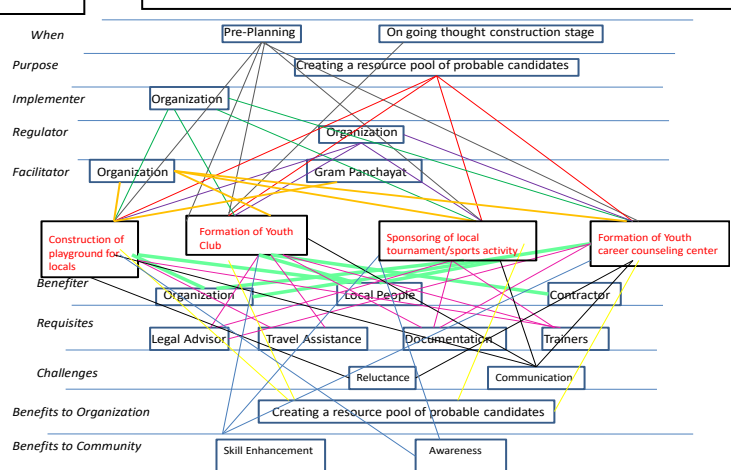 When
Pre-Planning
On going thought construction stage
Purpose
Creating a resource pool of probable candidates
Implementer
Organization
Regulator
Organization
Facilitator
Organization
Gram Panchayat
Construction of
playground for
locals
Formation of Youth
Club
Sponsoring of local
tournament/sports activity
Formation of Youth
career counseling center
Benefiter
Organization
Local People
Contractor
Requisites
Legal Advisor
Travel Assistance
Documentation
Trainers
Challenges
Reluctance
Communication
Benefits to Organization
Creating a resource pool of probable candidates
Benefits to Community
Skill Enhancement
Awareness